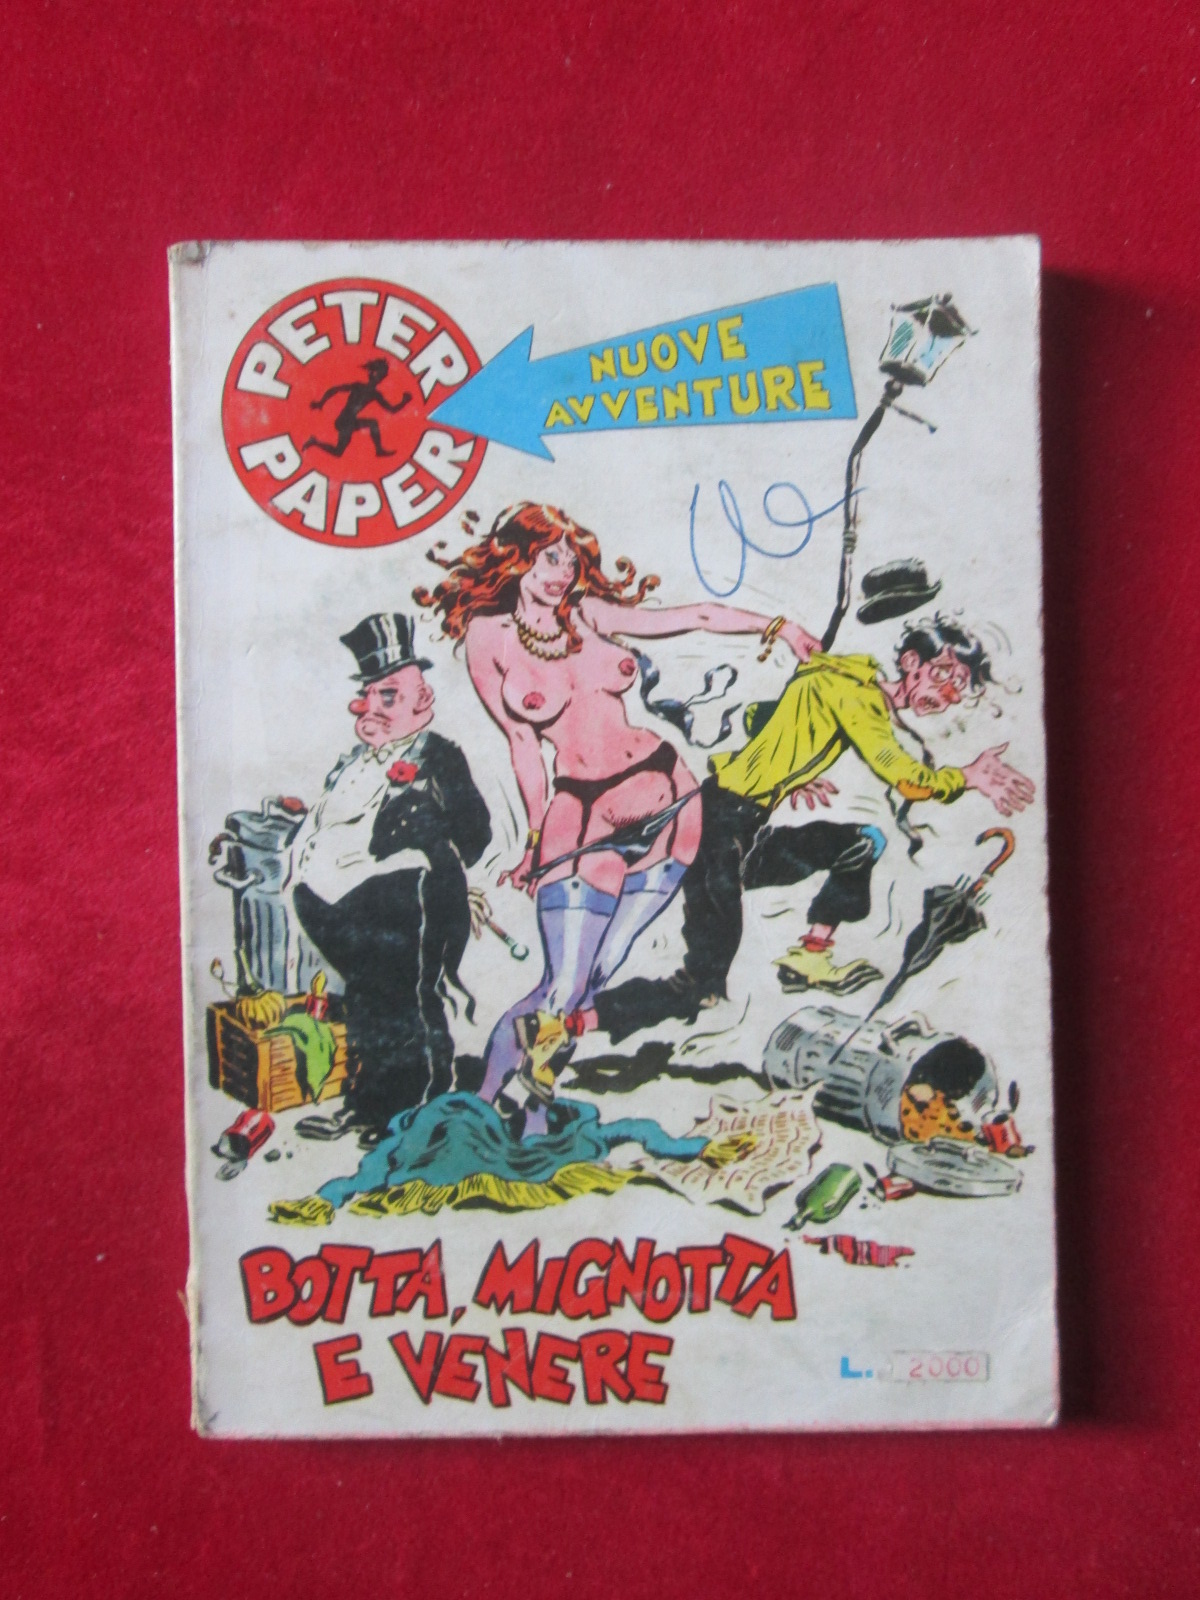 PETER
PAPER
NUOVE
AVVENTURE
BOTTA, MIGNOTTA
E VENERE
L. 2000